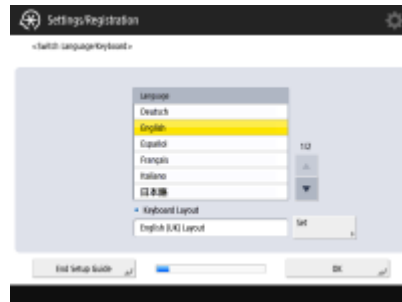 Settings/Registration
<Switch Language/Keyboard>
Language
Deutsch
English
Español
Français
Italiano
日本語
1/2
Keyboard Layout
English (UK) Layout
Set
End Setup Guide
OK